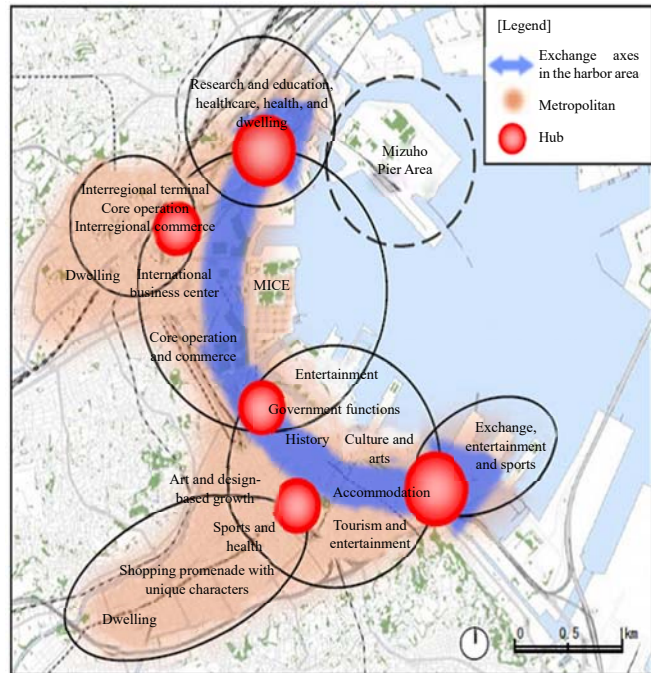 [Legend]
Exchange axes
in the harbor area
Metropolitan
Hub
Research and education,
healthcare, health, and
dwelling
Mizuho
Pier Area
Interregional terminal
Core operation
Interregional commerce
Dwelling
International
business center
MICE
Core operation
and commerce
Entertainment
Government functions
History
Culture and
arts
Exchange,
entertainment
and sports
Art and design-
based growth
Accommodation
Sports and
health
Tourism and
entertainment
Shopping promenade with
unique characters
Dwelling
0
0.5
1
km